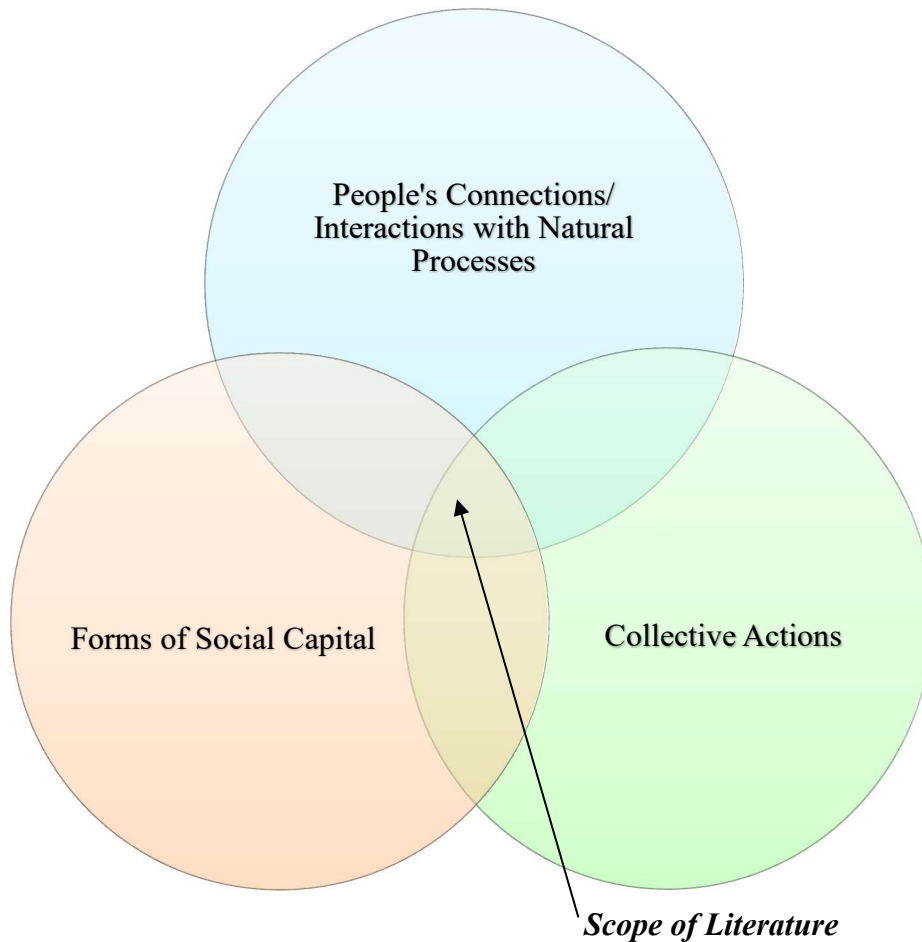 People's Connections/
Interactions with Natural
Processes
Forms of Social Capital
Collective Actions
Scope of Literature